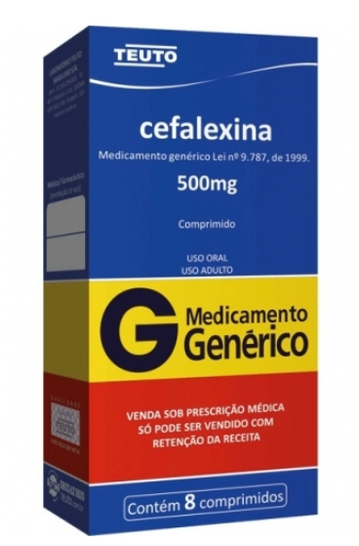 TEUTO
cefalexina
Medicamento genérico Lei nº 9.787, de 1999.
500mg
Comprimido
USO ORAL
USO ADULTO
G Medicamento
Genérico
VENDA SOB PRESCRIÇÃO MÉDICA
SÓ PODE SER VENDIDO COM
RETENÇÃO DA RECEITA
Contém 8 comprimidos
TEUTO